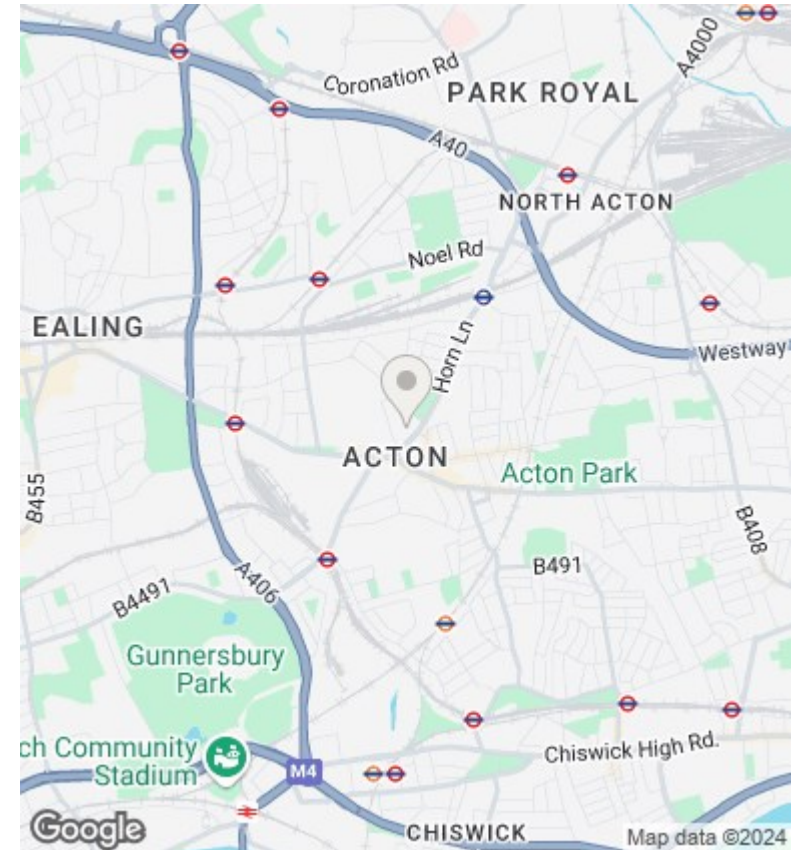 Coronation Rd
A4000
PARK ROYAL
A40
NORTH ACTON
Noel Rd
EALING
Horn Ln
Westway
ACTON
Acton Park
B455
B408
B491
A406
B4491
Gunnersbury
Park
ch Community
Stadium
Chiswick High Rd.
M4
CHISWICK
Google
Map data ©2024